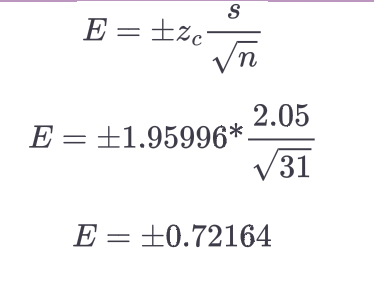 E = ±z_c s/√n
E = ±1.95996* 2.05/√31
E = ±0.72164